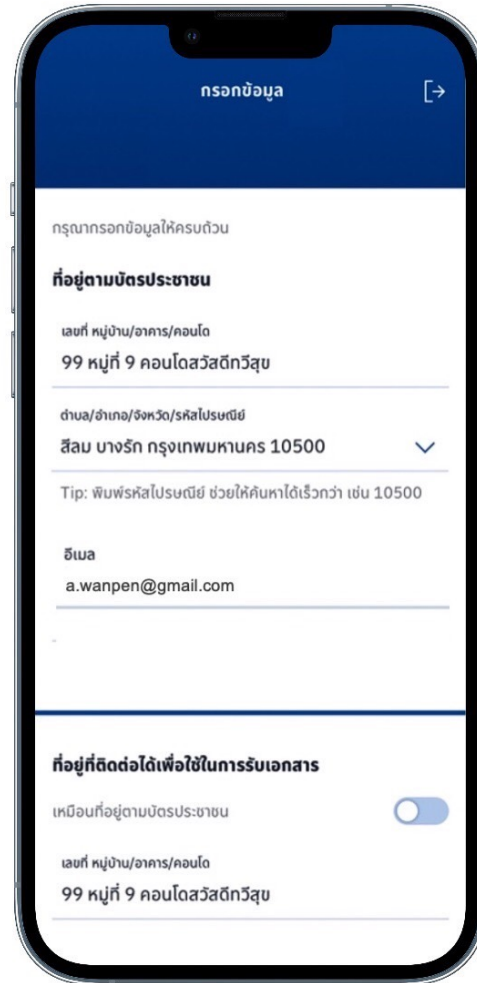 กรอกข้อมูล
กรุณากรอกข้อมูลให้ครบถ้วน
ที่อยู่ตามบัตรประชาชน
เลขที่ หมู่บ้าน/อาคาร/คอนโด
99 หมู่ที่ 9 คอนโดสวัสดีทวีสุข
ตำบล/อำเภอ/จังหวัด/รหัสไปรษณีย์
สีลม บางรัก กรุงเทพมหานคร 10500
Tip: พิมพ์รหัสไปรษณีย์ ช่วยให้ค้นหาได้เร็วกว่า เช่น 10500
อีเมล
a.wanpen@gmail.com
ที่อยู่ที่ติดต่อได้เพื่อใช้ในการรับเอกสาร
เหมือนที่อยู่ตามบัตรประชาชน
เลขที่ หมู่บ้าน/อาคาร/คอนโด
99 หมู่ที่ 9 คอนโดสวัสดีทวีสุข